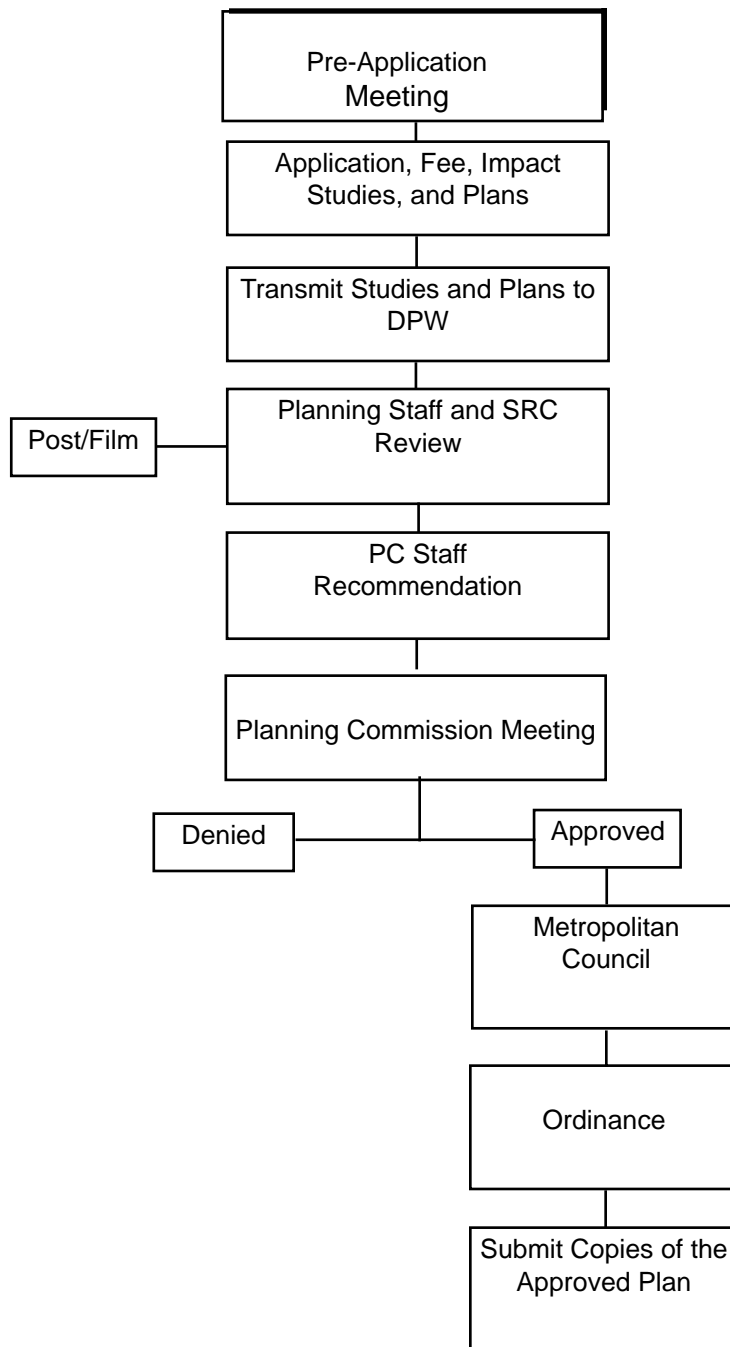 Pre-Application
Meeting
Application, Fee, Impact
Studies, and Plans
Transmit Studies and Plans to
DPW
Planning Staff and SRC
Review
Post/Film
PC Staff
Recommendation
Planning Commission Meeting
Denied
Approved
Metropolitan
Council
Ordinance
Submit Copies of the
Approved Plan